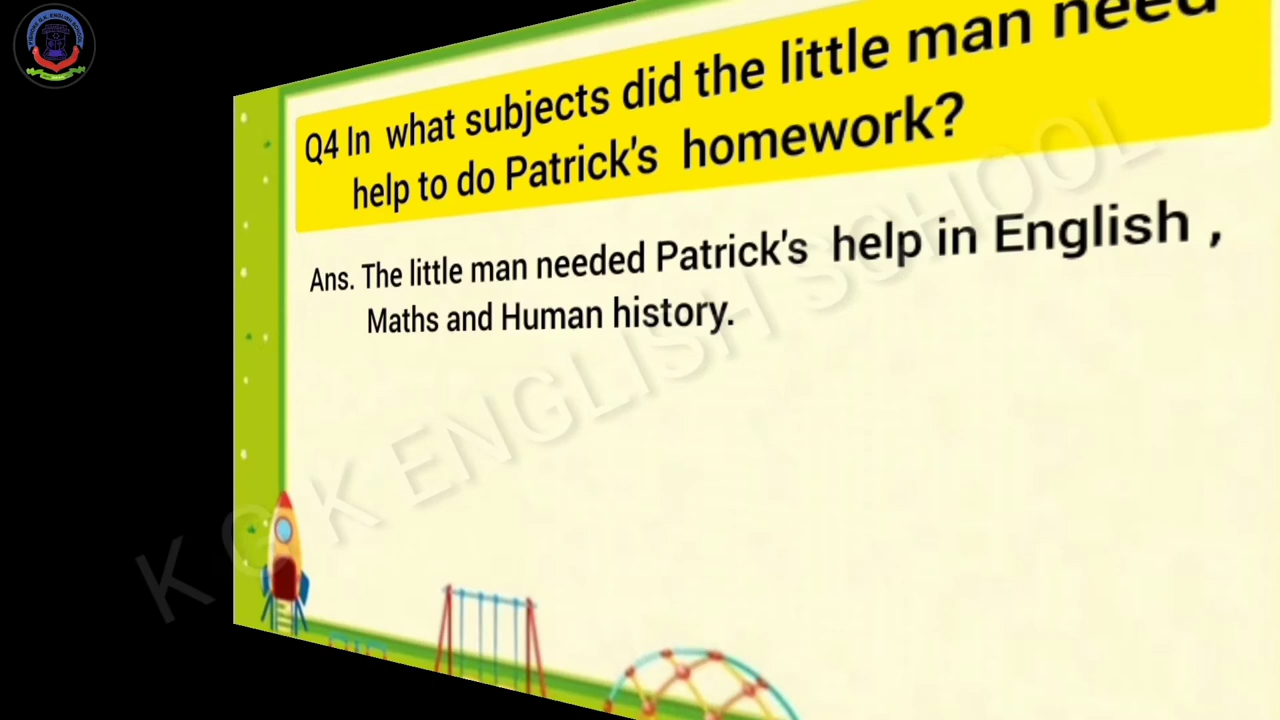 Q4 In what subjects did the little man need
help to do Patrick's homework?
Ans. The little man needed Patrick's help in English ,
Maths and Human history.
K G K ENGLISH SCHOOL